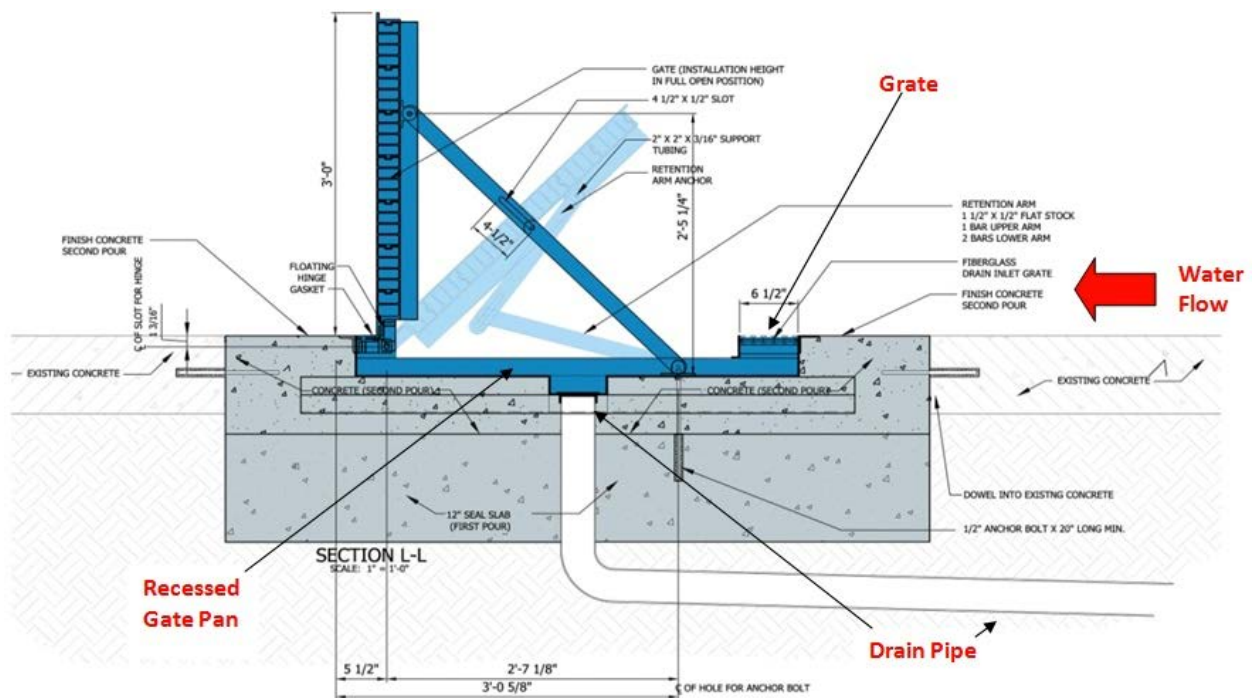 GATE (INSTALLATION HEIGHT
IN FULL OPEN POSITION)
4 1/2" X 1/2" SLOT
Grate
2" X 2" X 3/16" SUPPORT
TUBING
RETENTION
ARM ANCHOR
3'-0"
2'-5 1/4"
4-1/2"
RETENTION ARM
1 1/2" X 1/2" FLAT STOCK
1 BAR UPPER ARM
2 BARS LOWER ARM
FINISH CONCRETE
SECOND POUR
FLOATING
HINGE
GASKET
FIBERGLASS
DRAIN INLET GRATE
6 1/2"
FINISH CONCRETE
SECOND POUR
Water
Flow
℄ OF SLOT FOR HINGE
1 3/16"
EXISTING CONCRETE
CONCRETE (SECOND POUR)
CONCRETE (SECOND POUR)
EXISTING CONCRETE
12" SEAL SLAB
(FIRST POUR)
DOWEL INTO EXISTNG CONCRETE
1/2" ANCHOR BOLT X 20" LONG MIN.
SECTION L-L
SCALE: 1" = 1'-0"
Recessed
Gate Pan
Drain Pipe
5 1/2"
2'-7 1/8"
3'-0 5/8"
℄ OF HOLE FOR ANCHOR BOLT